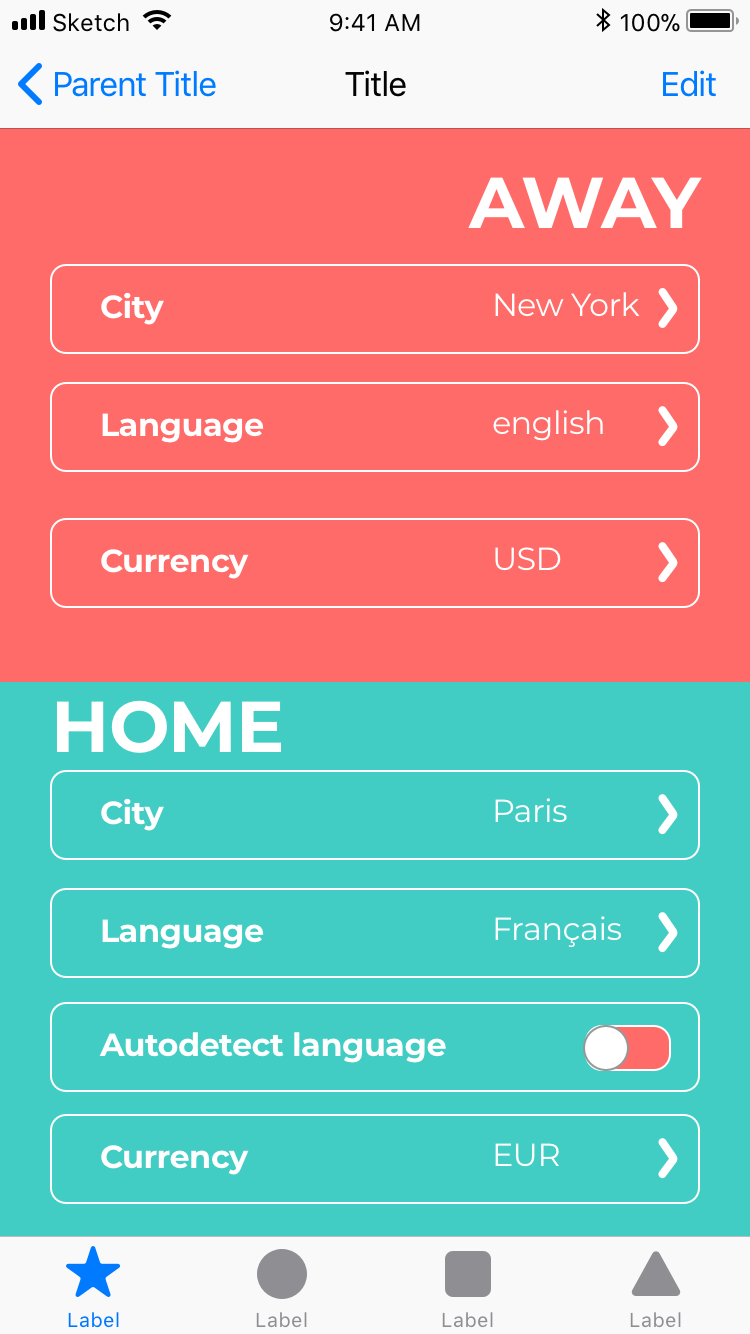 Sketch 9:41 AM 100%
Parent Title Title Edit
AWAY
City New York
Language english
Currency USD
HOME
City Paris
Language Français
Autodetect language
Currency EUR
Label Label Label Label